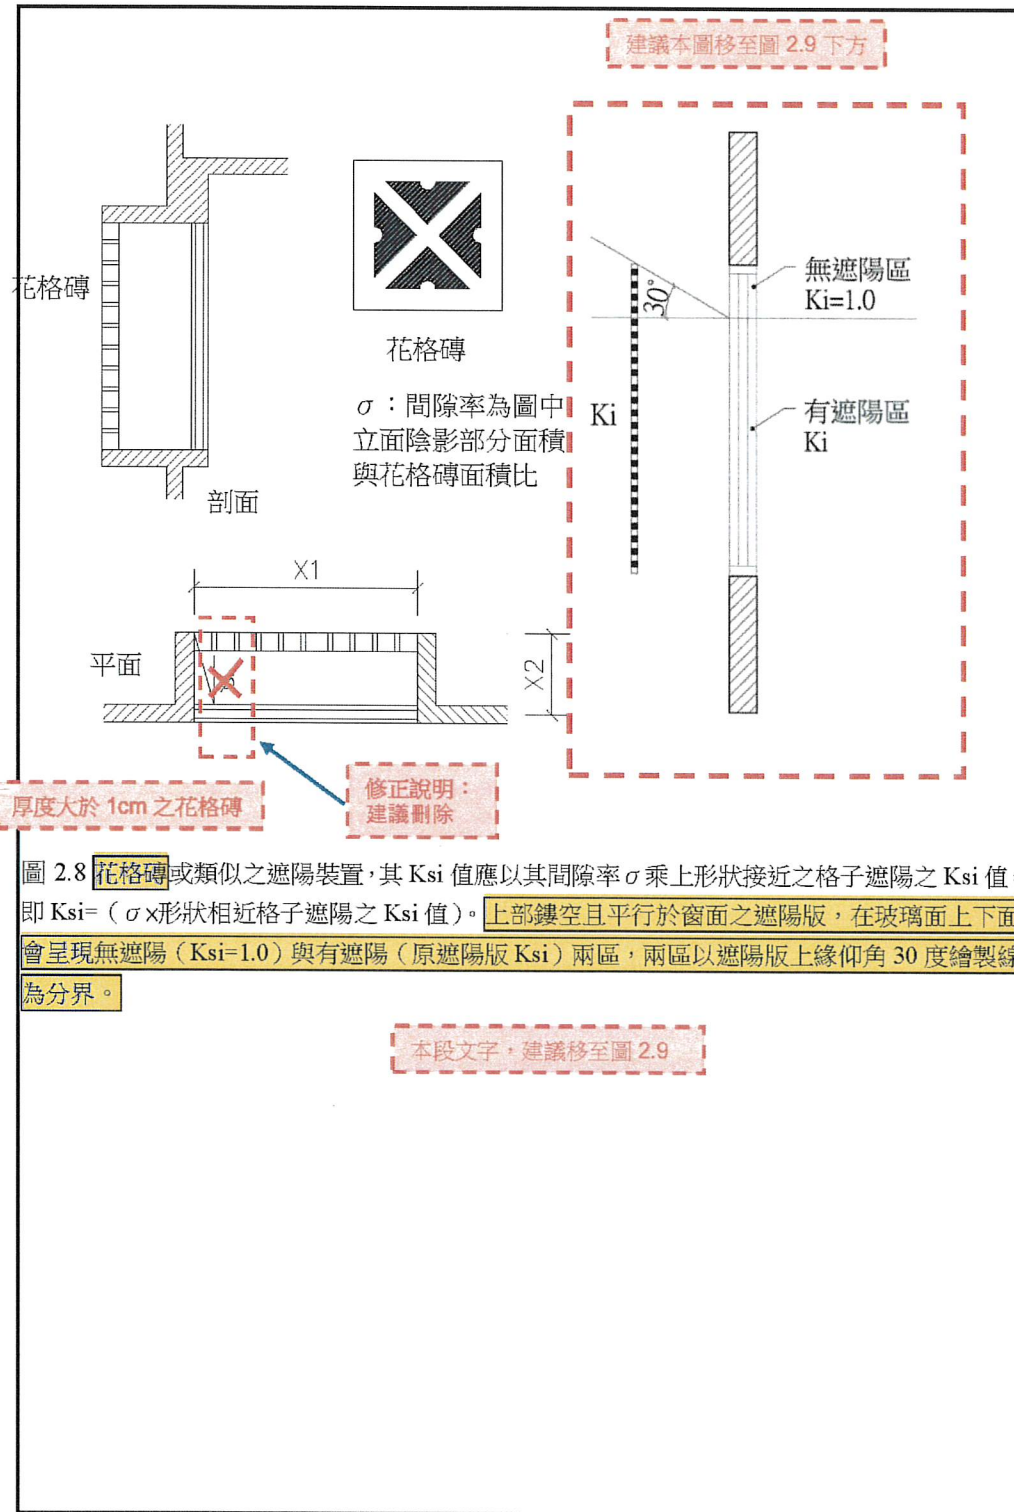 建議本圖移至圖 2.9 下方
花格磚
花格磚
σ：間隙率為圖中
立面陰影部分面積
與花格磚面積比
剖面
30°
無遮陽區
Ki=1.0
Ki
有遮陽區
Ki
X1
平面
X2
厚度大於 1cm 之花格磚
修正說明：
建議刪除
圖 2.8 花格磚或類似之遮陽裝置，其 Ksi 值應以其間隙率σ乘上形狀接近之格子遮陽之 Ksi 值
即 Ksi=（σ×形狀相近格子遮陽之 Ksi 值）。上部鏤空且平行於窗面之遮陽版，在玻璃面上下面
會呈現無遮陽（Ksi=1.0）與有遮陽（原遮陽版 Ksi）兩區，兩區以遮陽版上緣仰角 30 度繪製線
為分界。
本段文字，建議移至圖 2.9